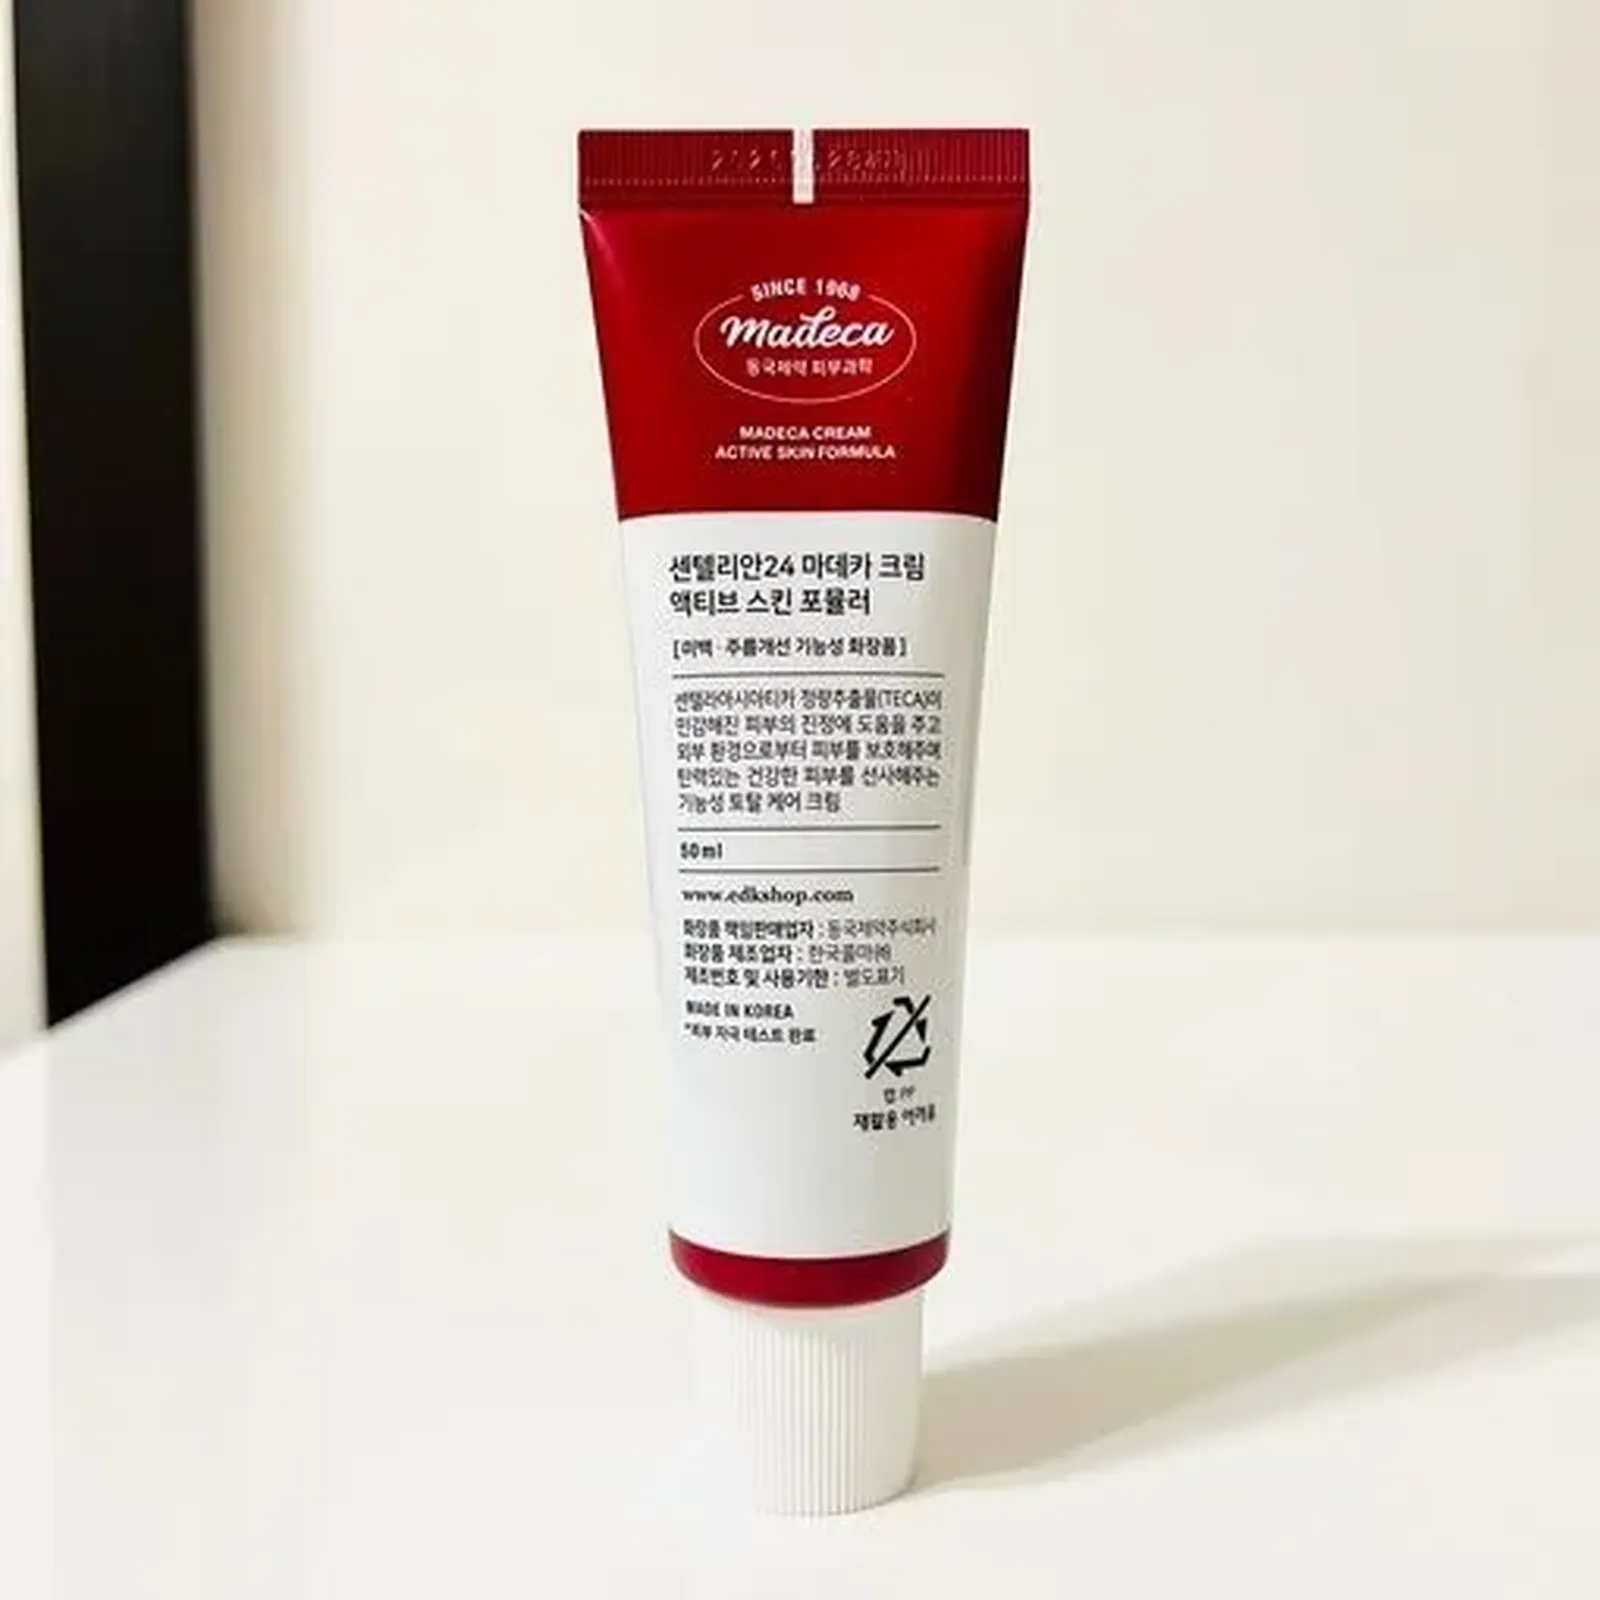 SINCE 1968
madeca
동국제약 피부과학
MADECA CREAM
ACTIVE SKIN FORMULA
센텔리안24 마데카 크림
액티브 스킨 포뮬러
[미백 · 주름개선 기능성 화장품]
센텔라아시아티카 정량추출물(TECA)이
민감해진 피부의 진정에 도움을 주고
외부 환경으로부터 피부를 보호해주며
탄력있는 건강한 피부를 선사해주는
기능성 토탈 케어 크림
50ml
www.edkshop.com
화장품 책임판매업자 : 동국제약주식회사
화장품 제조업자 : 한국콜마㈜
제조번호 및 사용기한 : 별도표기
MADE IN KOREA
*피부 자극 테스트 완료
캡 PP
재활용 어려움